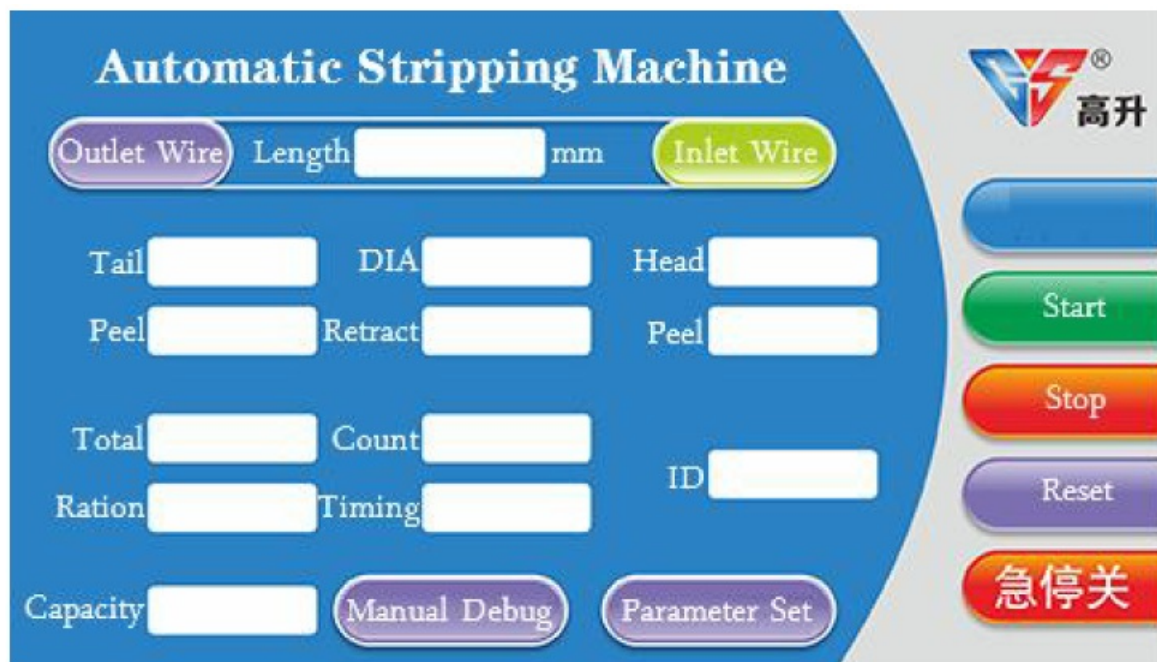 Automatic Stripping Machine
GS®
高升
Outlet Wire Length mm Inlet Wire
Tail DIA Head
Peel Retract Peel
Total Count
ID
Ration Timing
Capacity Manual Debug Parameter Set
Start
Stop
Reset
急停关